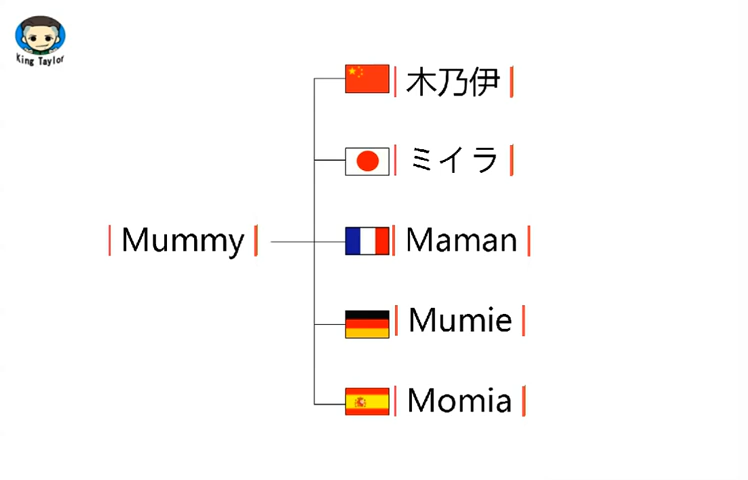 King Taylor
木乃伊
ミイラ
Mummy
Maman
Mumie
Momia